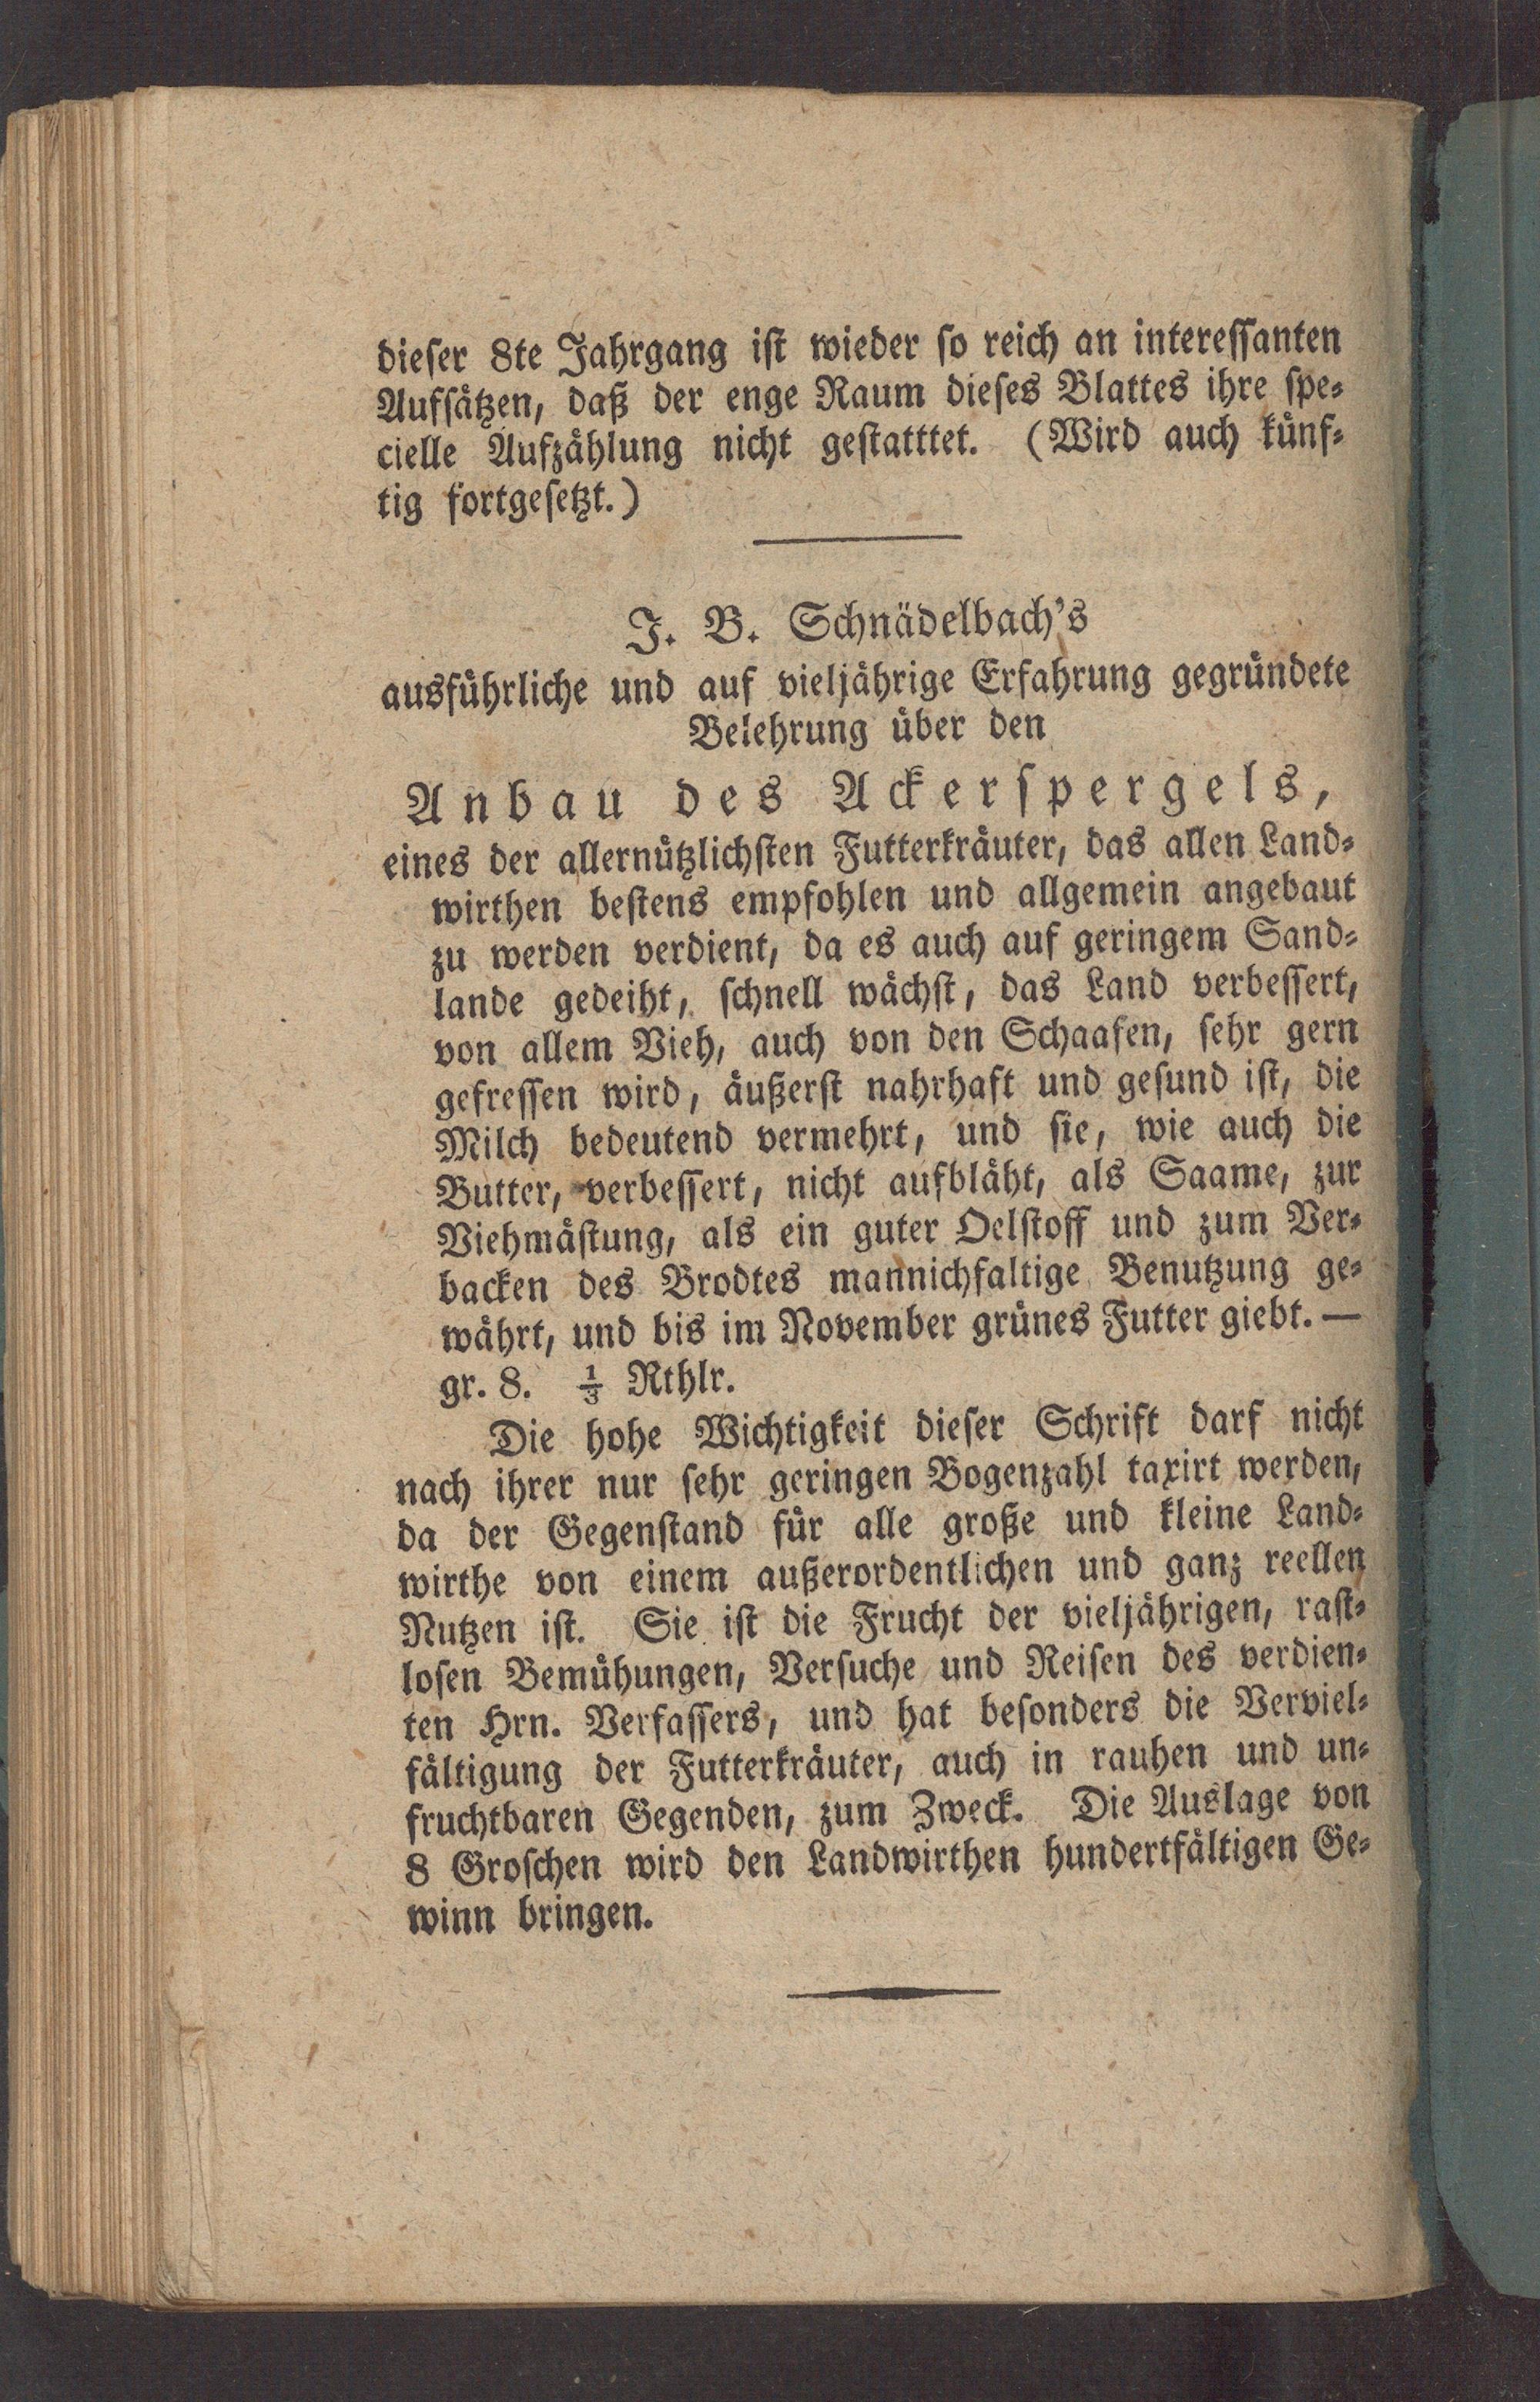 dieser 8te Jahrgang ist wieder so reich an interessanten
Aufsätzen, daß der enge Raum dieses Blattes ihre spe-
cielle Aufzählung nicht gestatttet. (Wird auch künf-
tig fortgesetzt.)
J. B. Schnädelbach's
ausführliche und auf vieljährige Erfahrung gegründete
Belehrung über den
Anbau des Ackerspergels,
eines der allernützlichsten Futterkräuter, das allen Land-
wirthen bestens empfohlen und allgemein angebaut
zu werden verdient, da es auch auf geringem Sand-
lande gedeiht, schnell wächst, das Land verbessert,
von allem Vieh, auch von den Schaafen, sehr gern
gefressen wird, äußerst nahrhaft und gesund ist, die
Milch bedeutend vermehrt, und sie, wie auch die
Butter, verbessert, nicht aufbläht, als Saame, zur
Viehmästung, als ein guter Oelstoff und zum Ver-
backen des Brodtes mannichfaltige Benutzung ge-
währt, und bis im November grünes Futter giebt. —
gr. 8. ⅓ Rthlr.
Die hohe Wichtigkeit dieser Schrift darf nicht
nach ihrer nur sehr geringen Bogenzahl taxirt werden,
da der Gegenstand für alle große und kleine Land-
wirthe von einem außerordentlichen und ganz reellen
Nutzen ist. Sie ist die Frucht der vieljährigen, rast-
losen Bemühungen, Versuche und Reisen des verdien-
ten Hrn. Verfassers, und hat besonders die Verviel-
fältigung der Futterkräuter, auch in rauhen und un-
fruchtbaren Gegenden, zum Zweck. Die Auslage von
8 Groschen wird den Landwirthen hundertfältigen Ge-
winn bringen.